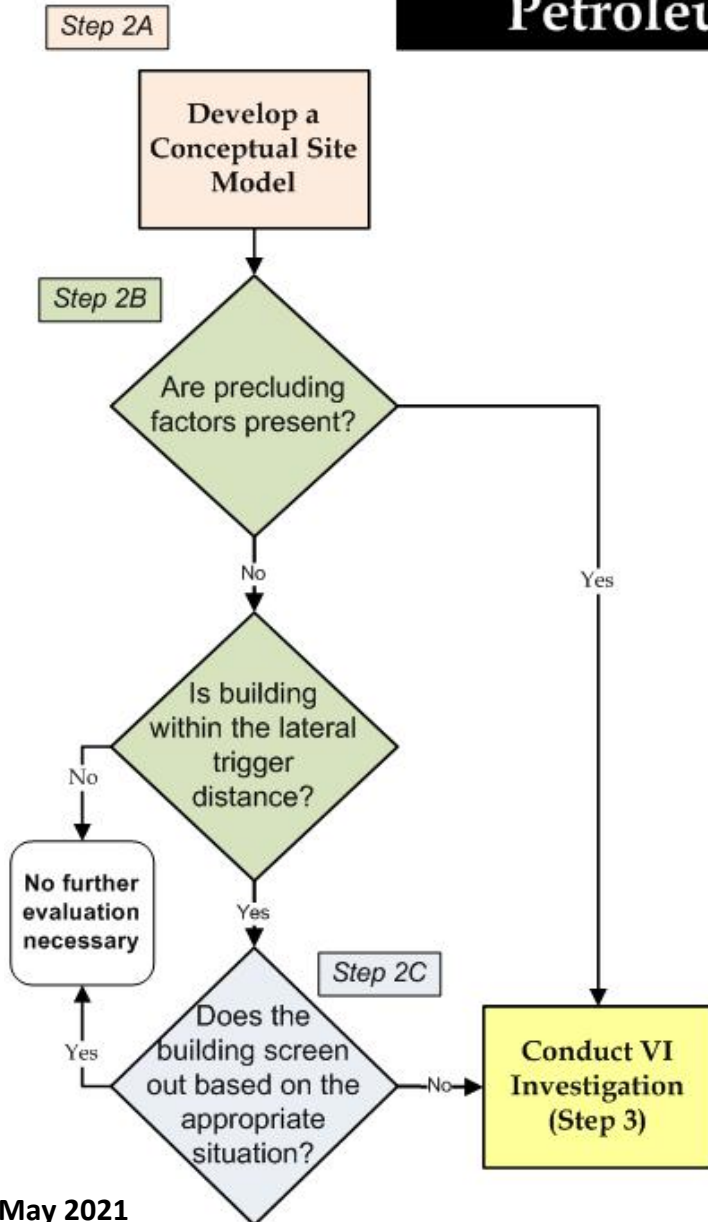 Step 2A
Develop a
Conceptual Site
Model
Step 2B
Are precluding
factors present?
No
Yes
Is building
within the lateral
trigger
distance?
No
No further
evaluation
necessary
Yes
Step 2C
Does the
building screen
out based on the
appropriate
situation?
Yes
No
Conduct VI
Investigation
(Step 3)
May 2021